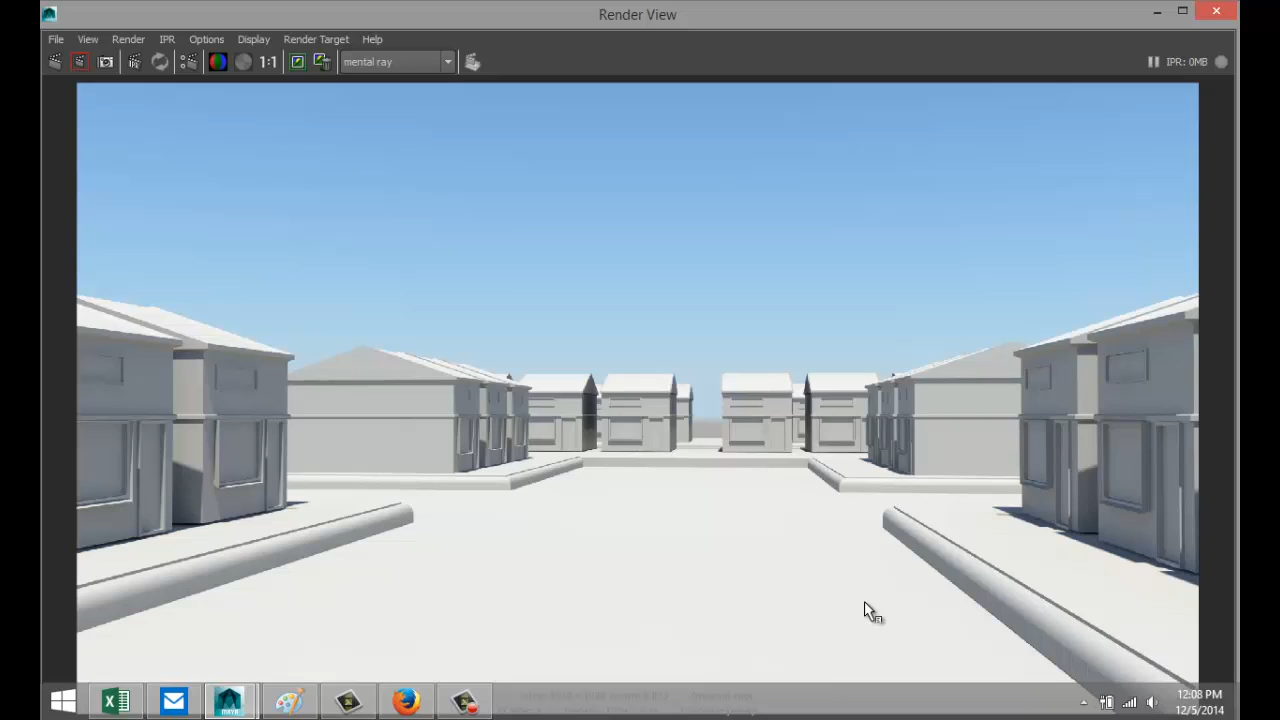 Render View
File View Render IPR Options Display Render Target Help
1:1 mental ray IPR: 0MB
MAYA
12:08 PM
12/5/2014